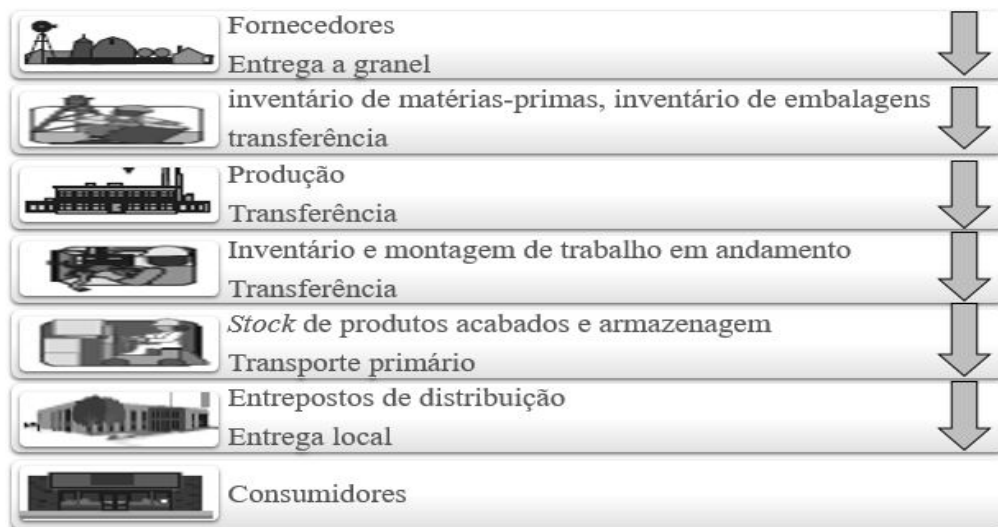 Fornecedores
Entrega a granel
inventário de matérias-primas, inventário de embalagens
transferência
Produção
Transferência
Inventário e montagem de trabalho em andamento
Transferência
Stock de produtos acabados e armazenagem
Transporte primário
Entrepostos de distribuição
Entrega local
Consumidores